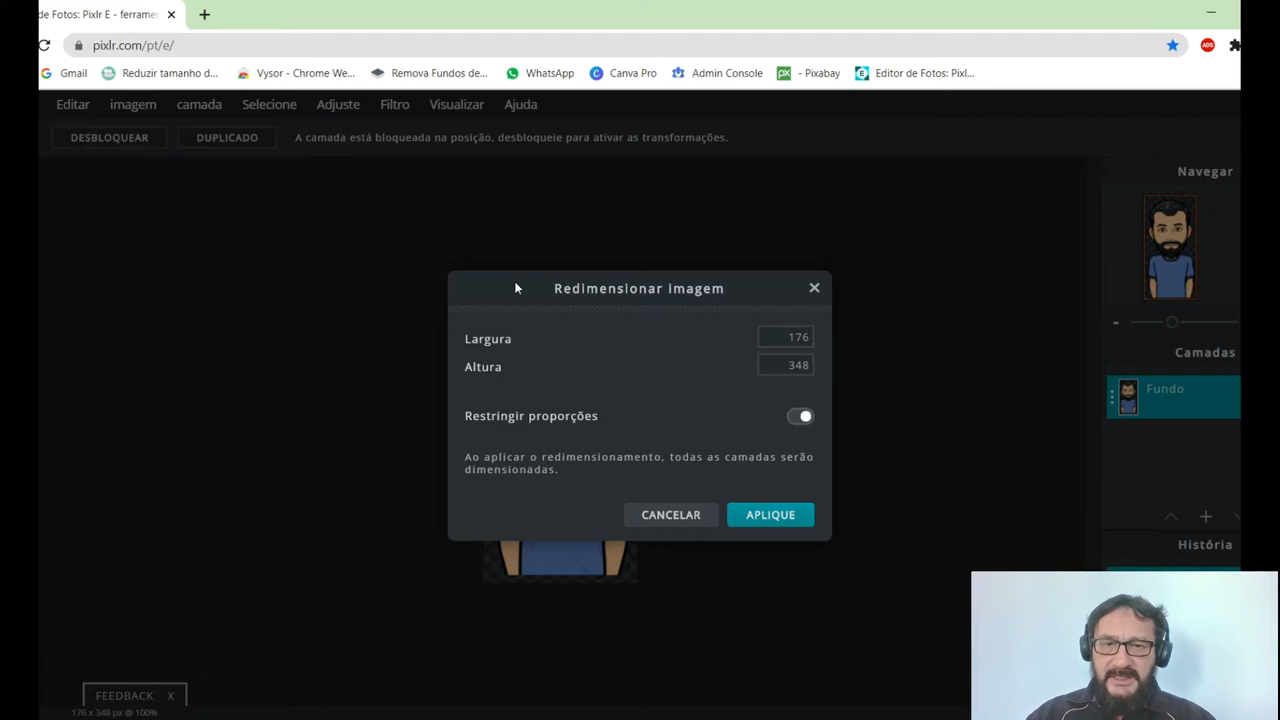 de Fotos: Pixlr E - ferrame
pixlr.com/pt/e/
ADS
Gmail Reduzir tamanho d... Vysor - Chrome We... Remova Fundos de... WhatsApp Canva Pro Admin Console px - Pixabay Editor de Fotos: Pixl...
Editar imagem camada Selecione Adjuste Filtro Visualizar Ajuda
DESBLOQUEAR DUPLICADO A camada está bloqueada na posição, desbloqueie para ativar as transformações.
Navegar
Redimensionar imagem
Largura 176
Altura 348
Camadas
Fundo
Restringir proporções
Ao aplicar o redimensionamento, todas as camadas serão
dimensionadas.
CANCELAR APLIQUE
História
FEEDBACK X
176 x 348 px @ 100%